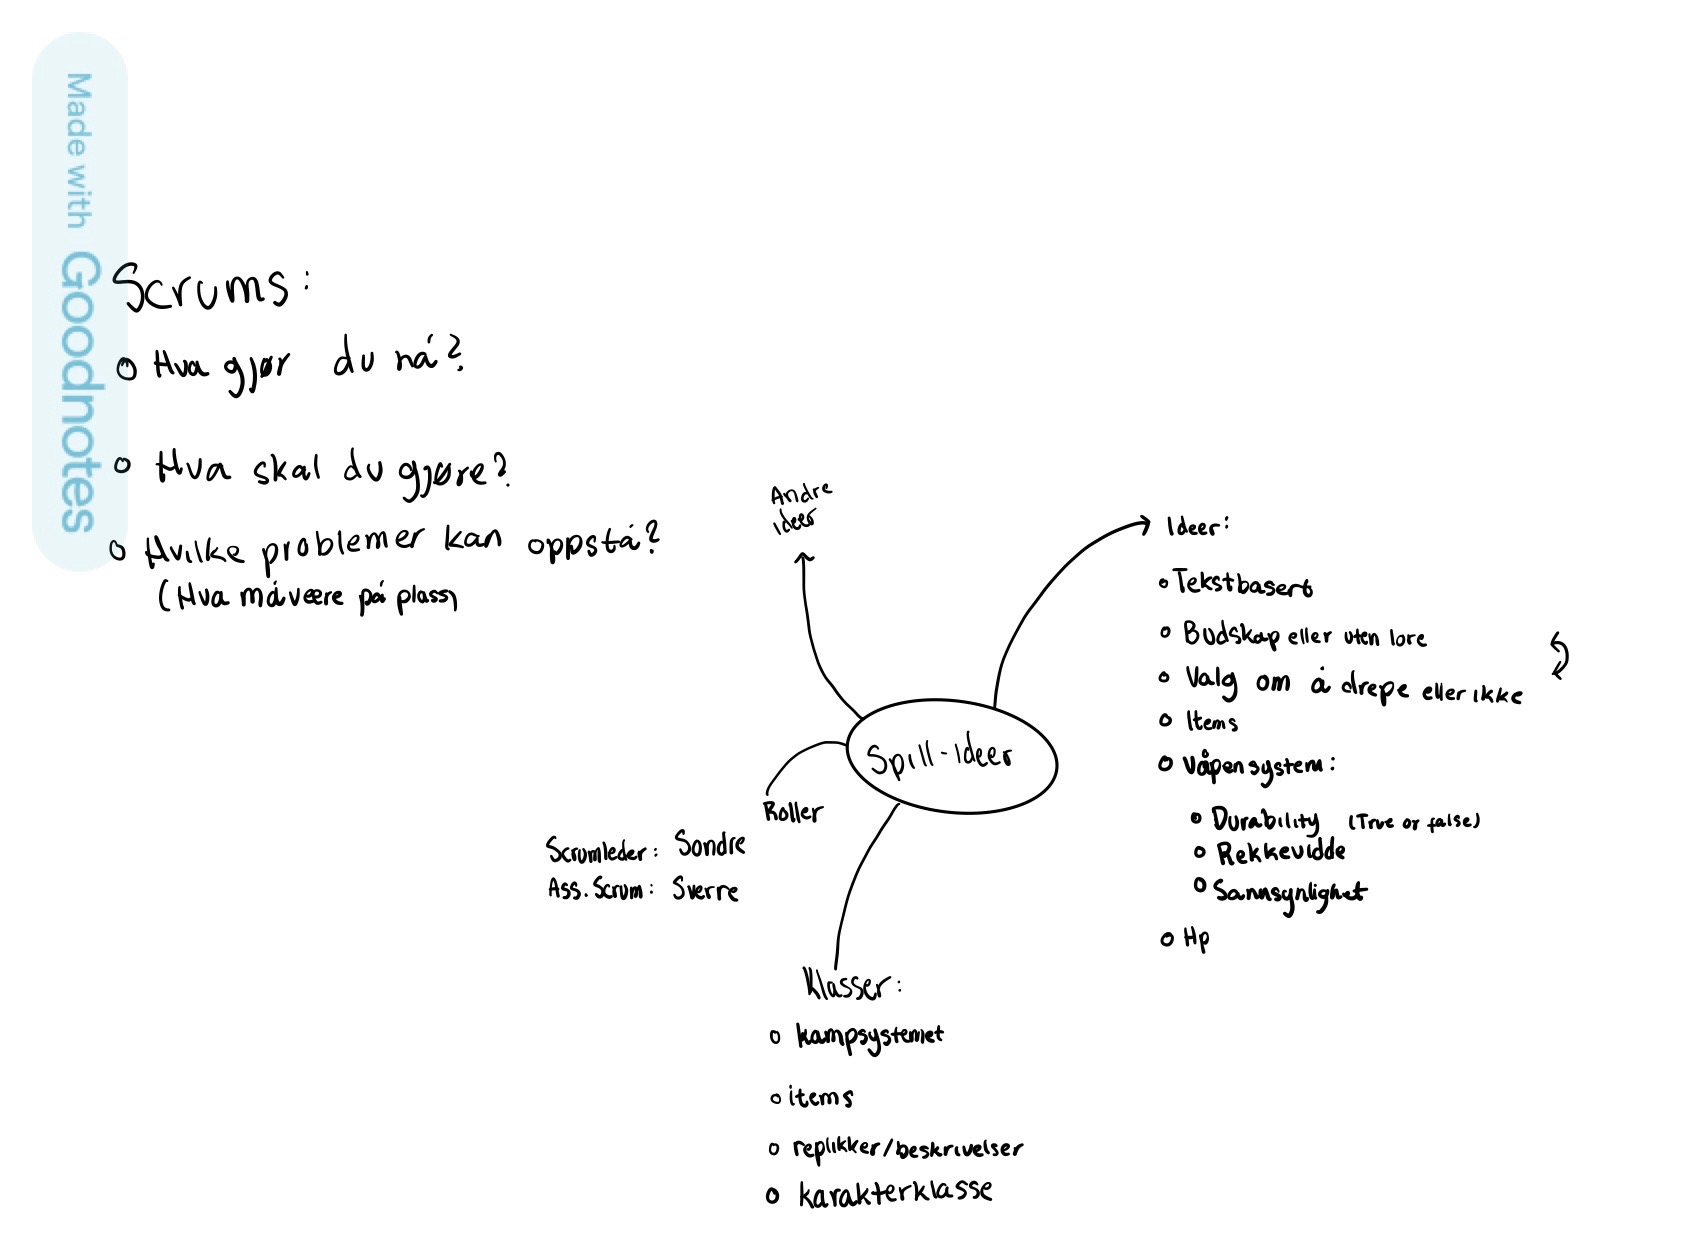 Made with Goodnotes
Scrums:
Hva gjør du nå?
Hva skal du gjøre?
Hvilke problemer kan oppstå?
(Hva må være på plass)
Andre
ideer
Ideer:
Tekstbasert
Budskap eller uten lore
Valg om å drepe eller ikke
Items
Våpensystem:
Durability (True or false)
Rekkevidde
Sannsynlighet
Hp
Spill-ideer
Roller
Scrumleder: Sondre
Ass. Scrum: Sverre
Klasser:
kampsystemet
items
replikker/beskrivelser
karakterklasse